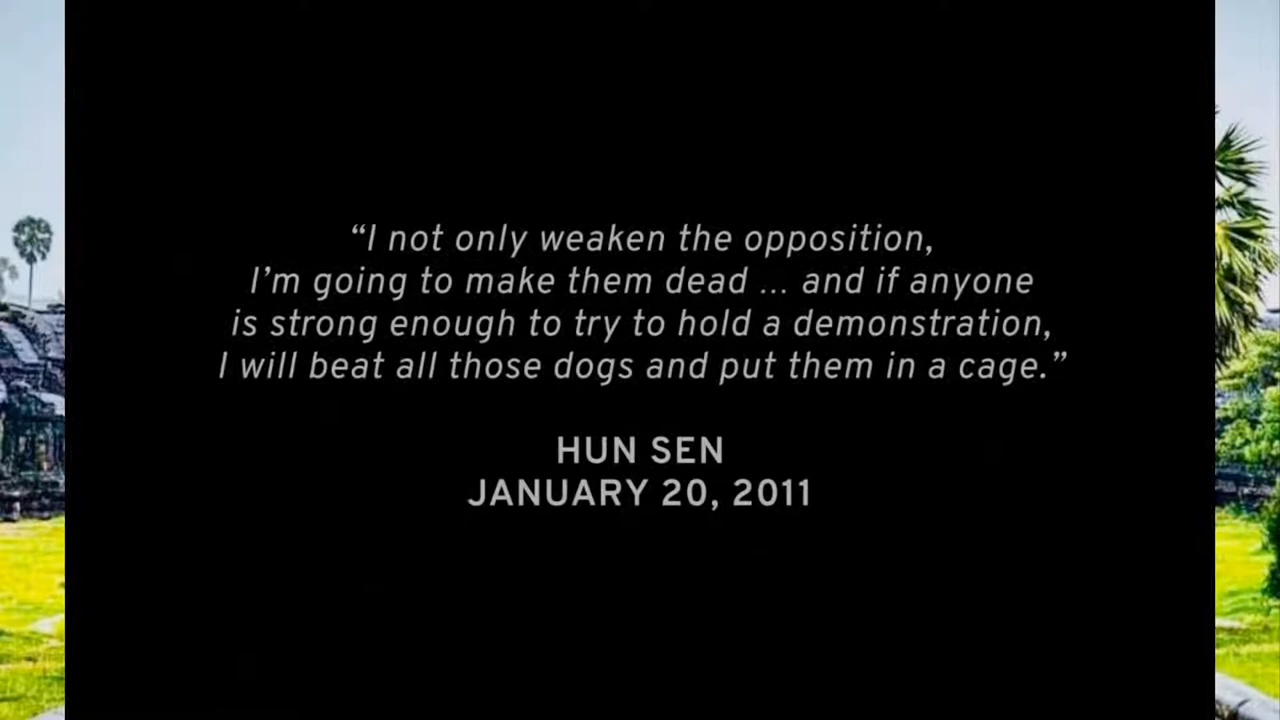 “I not only weaken the opposition,
I’m going to make them dead ... and if anyone
is strong enough to try to hold a demonstration,
I will beat all those dogs and put them in a cage.”
HUN SEN
JANUARY 20, 2011